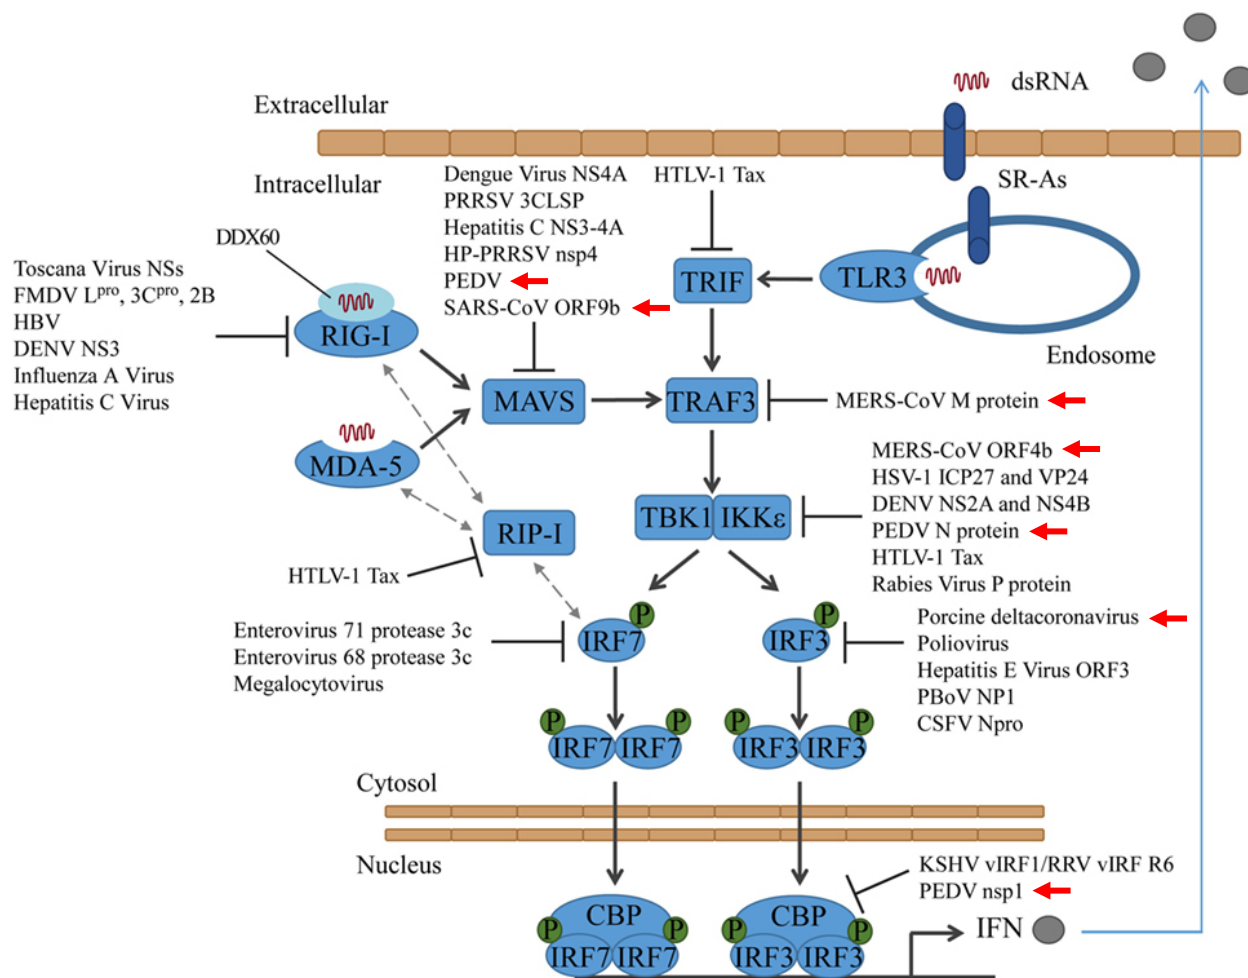 dsRNA
Extracellular
Intracellular
SR-As
Dengue Virus NS4A
PRRSV 3CLSP
Hepatitis C NS3-4A
HP-PRRSV nsp4
PEDV
SARS-CoV ORF9b
HTLV-1 Tax
DDX60
Toscana Virus NSs
FMDV Lpro, 3Cpro, 2B
HBV
DENV NS3
Influenza A Virus
Hepatitis C Virus
RIG-I
TRIF
TLR3
Endosome
MAVS
TRAF3
MERS-CoV M protein
MDA-5
MERS-CoV ORF4b
HSV-1 ICP27 and VP24
DENV NS2A and NS4B
PEDV N protein
HTLV-1 Tax
Rabies Virus P protein
TBK1
IKKε
RIP-I
HTLV-1 Tax
Enterovirus 71 protease 3c
Enterovirus 68 protease 3c
Megalocytovirus
P
IRF7
P
IRF3
Porcine deltacoronavirus
Poliovirus
Hepatitis E Virus ORF3
PBoV NP1
CSFV Npro
P
P
IRF7
IRF7
P
P
IRF3
IRF3
Cytosol
Nucleus
KSHV vIRF1/RRV vIRF R6
PEDV nsp1
CBP
P
P
IRF7
IRF7
CBP
P
P
IRF3
IRF3
IFN